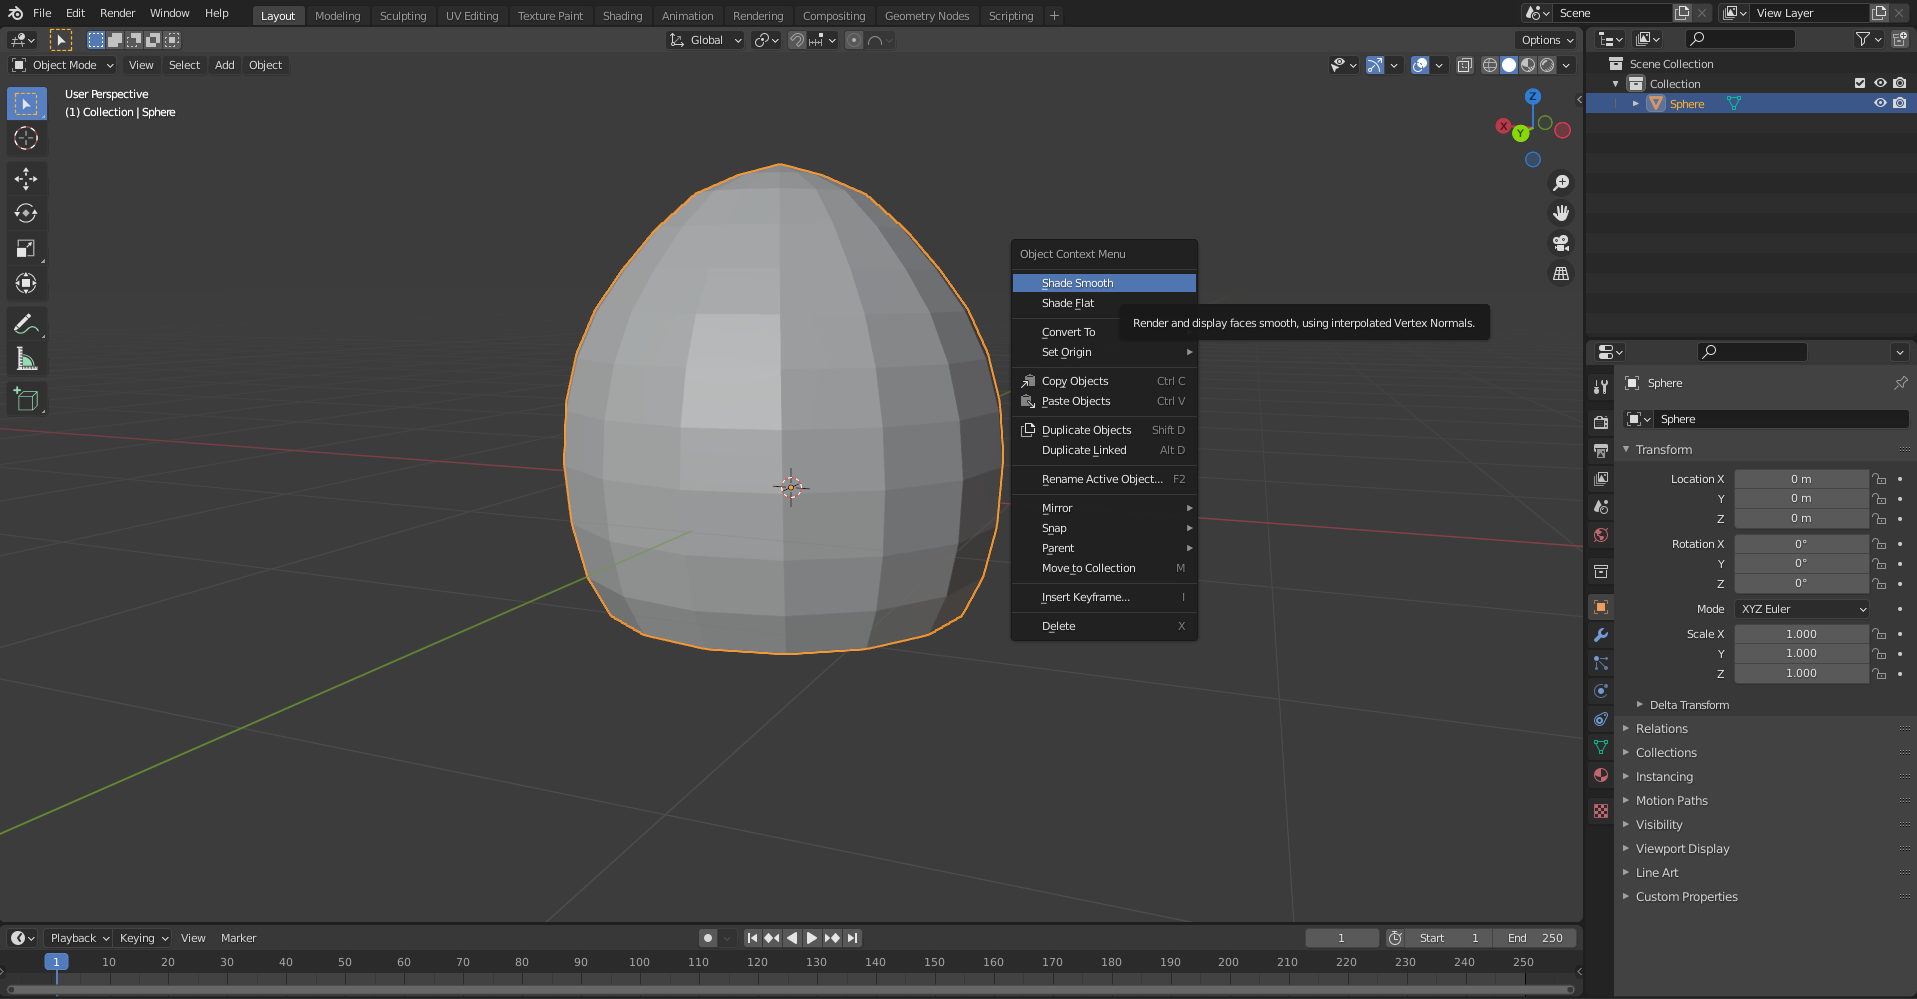 File Edit Render Window Help Layout Modeling Sculpting UV Editing Texture Paint Shading Animation Rendering Compositing Geometry Nodes Scripting + Scene View Layer
Global Options
Object Mode View Select Add Object
User Perspective
(1) Collection | Sphere
Z
X
Y
Object Context Menu
Shade Smooth
Shade Flat
Render and display faces smooth, using interpolated Vertex Normals.
Convert To
Set Origin
Copy Objects Ctrl C
Paste Objects Ctrl V
Duplicate Objects Shift D
Duplicate Linked Alt D
Rename Active Object... F2
Mirror
Snap
Parent
Move to Collection M
Insert Keyframe... I
Delete X
Scene Collection
Collection
Sphere
Sphere
Sphere
Transform
Location X 0 m
Y 0 m
Z 0 m
Rotation X 0°
Y 0°
Z 0°
Mode XYZ Euler
Scale X 1.000
Y 1.000
Z 1.000
Delta Transform
Relations
Collections
Instancing
Motion Paths
Visibility
Viewport Display
Line Art
Custom Properties
Playback Keying View Marker 1 Start 1 End 250
1 10 20 30 40 50 60 70 80 90 100 110 120 130 140 150 160 170 180 190 200 210 220 230 240 250